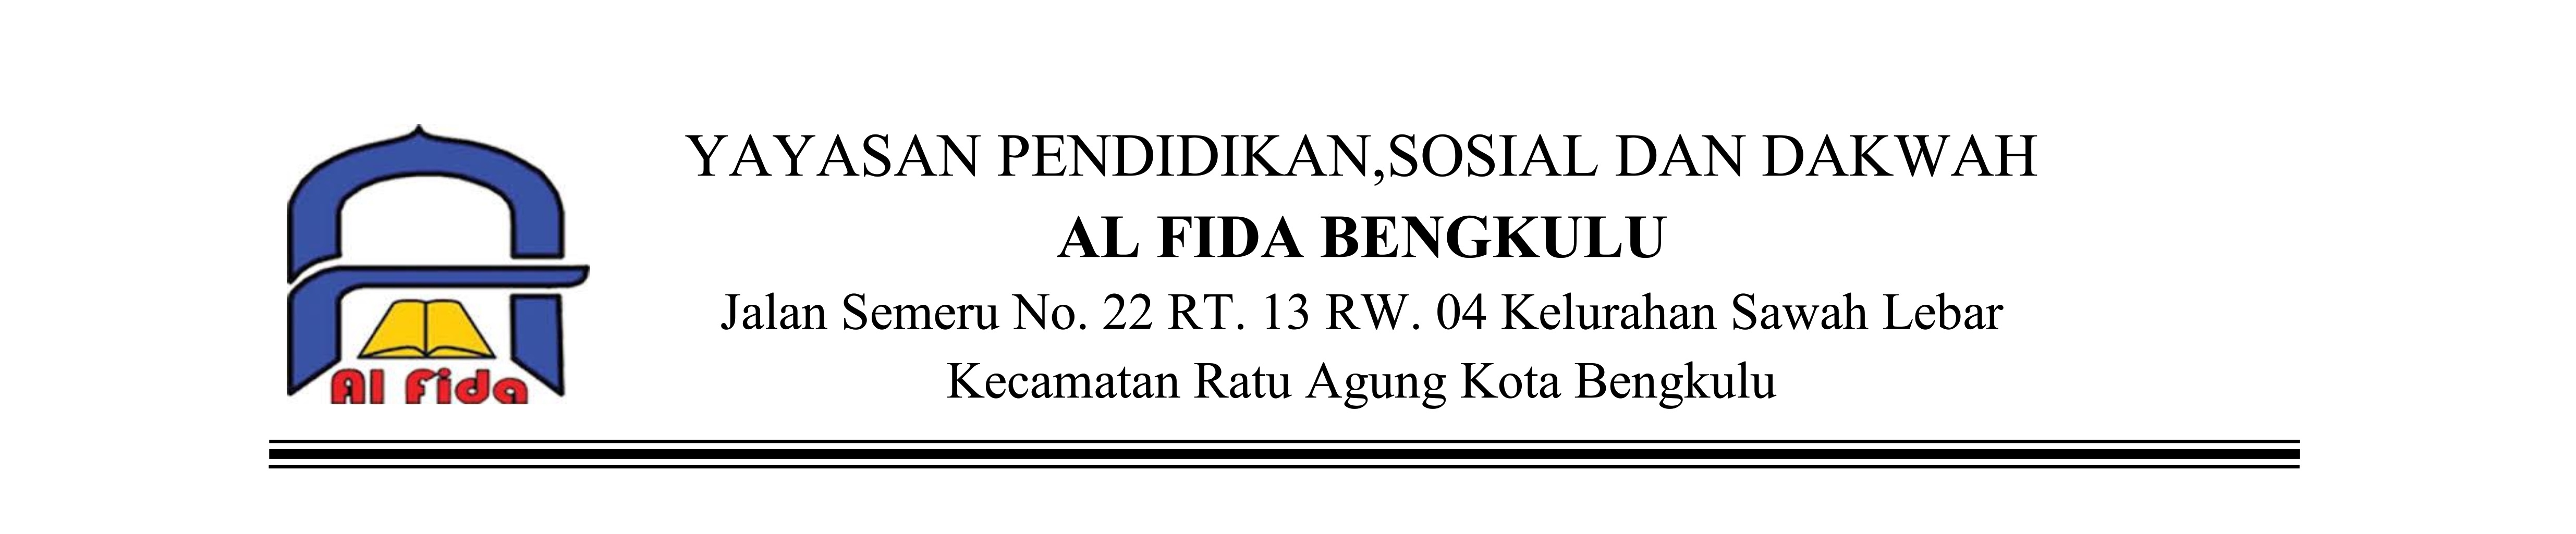 YAYASAN PENDIDIKAN,SOSIAL DAN DAKWAH
AL FIDA BENGKULU
Jalan Semeru No. 22 RT. 13 RW. 04 Kelurahan Sawah Lebar
Kecamatan Ratu Agung Kota Bengkulu
Al Fida